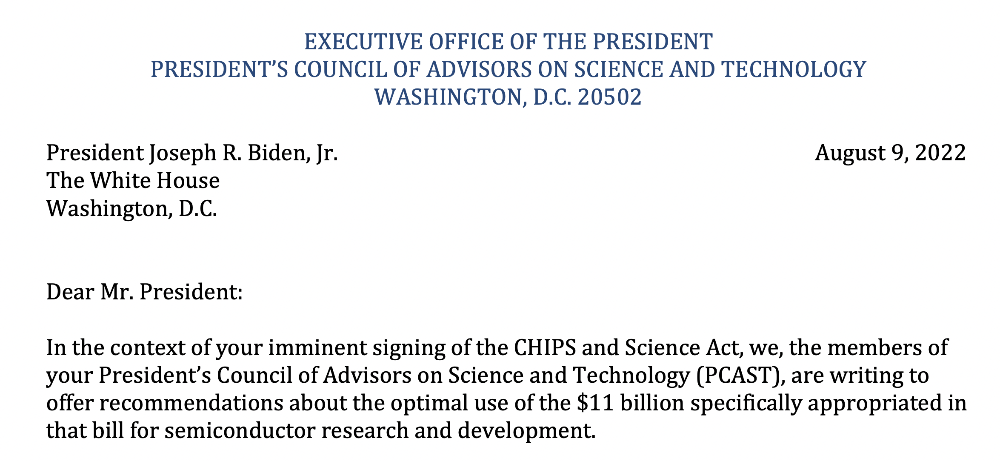 EXECUTIVE OFFICE OF THE PRESIDENT
PRESIDENT’S COUNCIL OF ADVISORS ON SCIENCE AND TECHNOLOGY
WASHINGTON, D.C. 20502
President Joseph R. Biden, Jr. August 9, 2022
The White House
Washington, D.C.
Dear Mr. President:
In the context of your imminent signing of the CHIPS and Science Act, we, the members of
your President’s Council of Advisors on Science and Technology (PCAST), are writing to
offer recommendations about the optimal use of the $11 billion specifically appropriated in
that bill for semiconductor research and development.